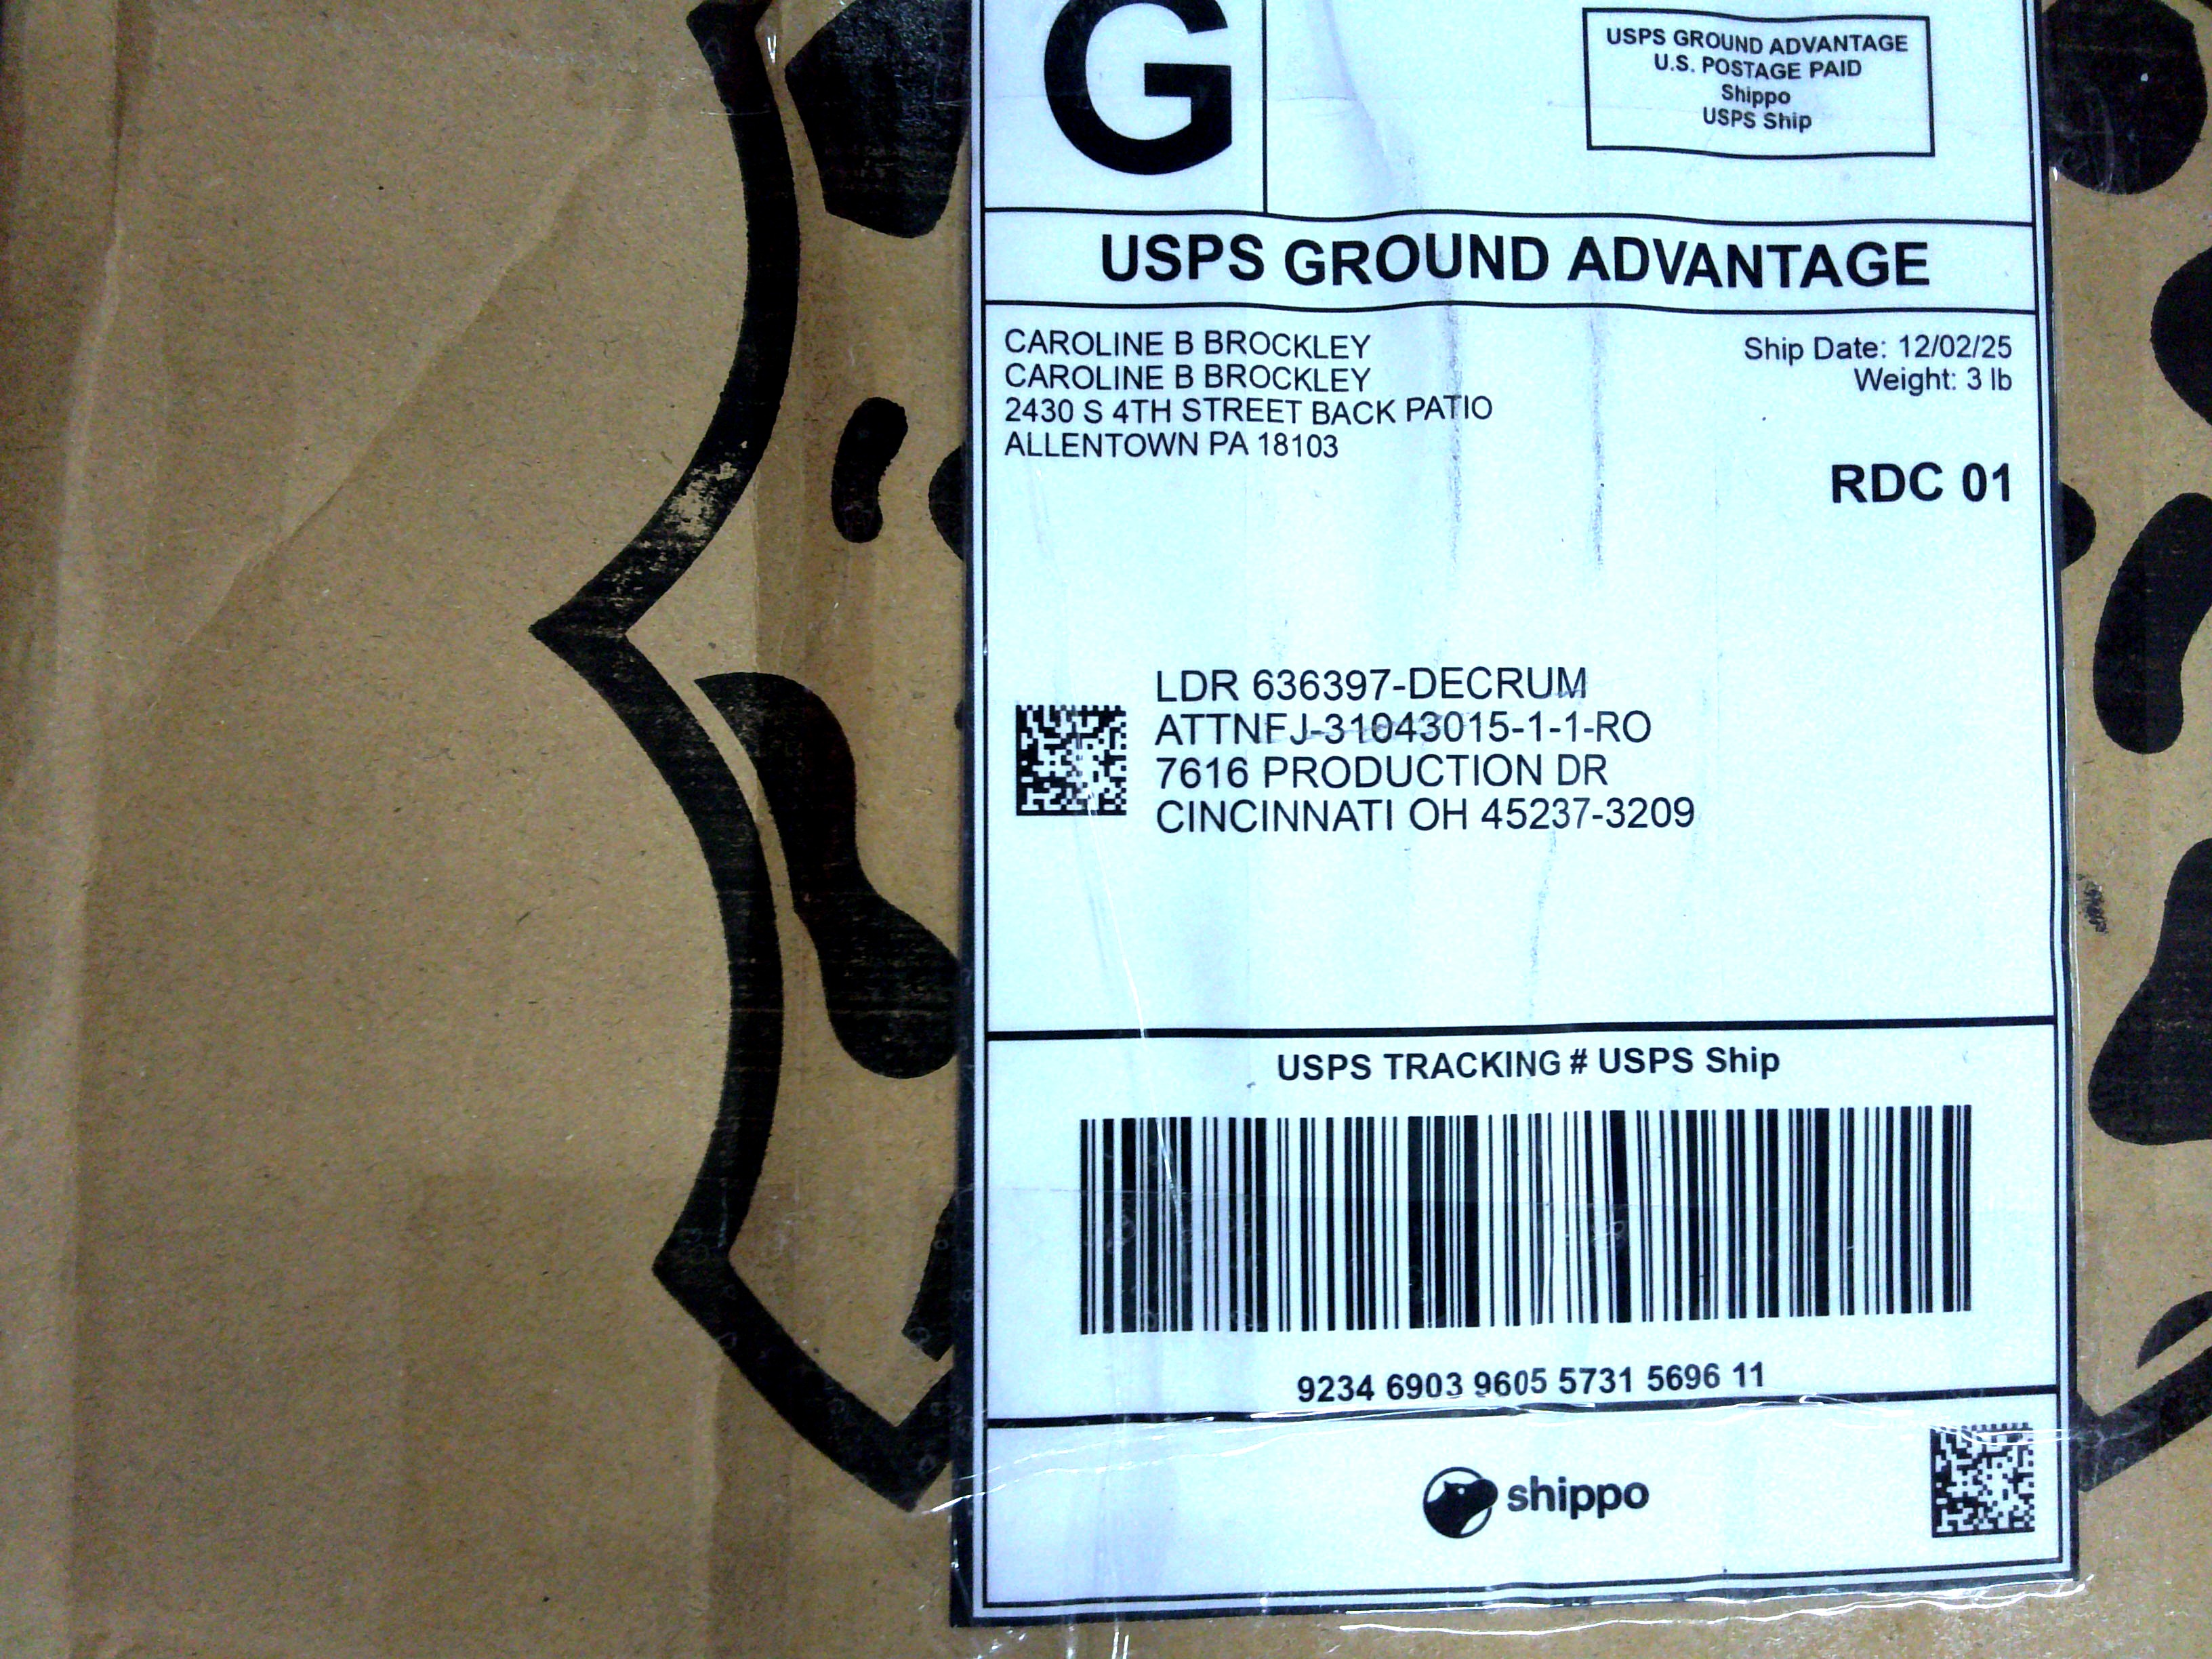 G
USPS GROUND ADVANTAGE
U.S. POSTAGE PAID
Shippo
USPS Ship
USPS GROUND ADVANTAGE
CAROLINE B BROCKLEY
CAROLINE B BROCKLEY
2430 S 4TH STREET BACK PATIO
ALLENTOWN PA 18103
Ship Date: 12/02/25
Weight: 3 lb
RDC 01
LDR 636397-DECRUM
ATTNFJ-31043015-1-1-RO
7616 PRODUCTION DR
CINCINNATI OH 45237-3209
USPS TRACKING # USPS Ship
9234 6903 9605 5731 5696 11
shippo